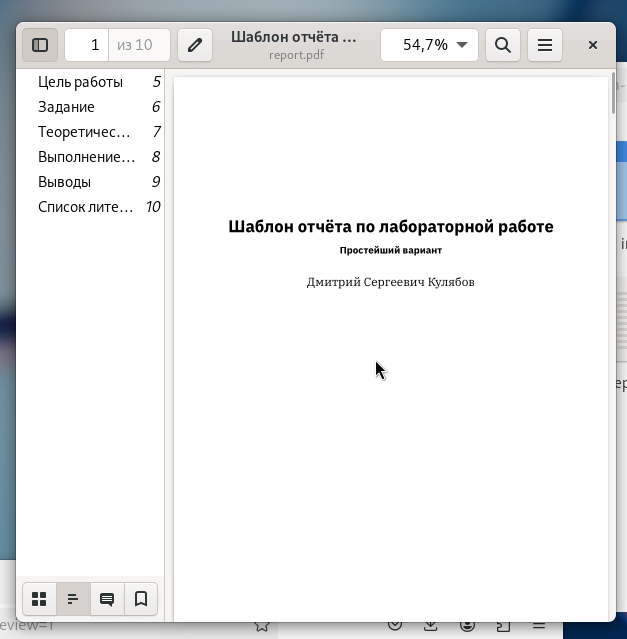 1 из 10
Шаблон отчёта ...
report.pdf
54,7%
Цель работы 5
Задание 6
Теоретичес... 7
Выполнение... 8
Выводы 9
Список лите... 10
Шаблон отчёта по лабораторной работе
Простейший вариант
Дмитрий Сергеевич Кулябов
eview=1